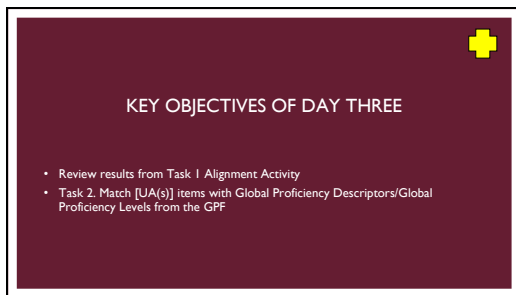 KEY OBJECTIVES OF DAY THREE
• Review results from Task 1 Alignment Activity
• Task 2. Match [UA(s)] items with Global Proficiency Descriptors/Global
Proficiency Levels from the GPF